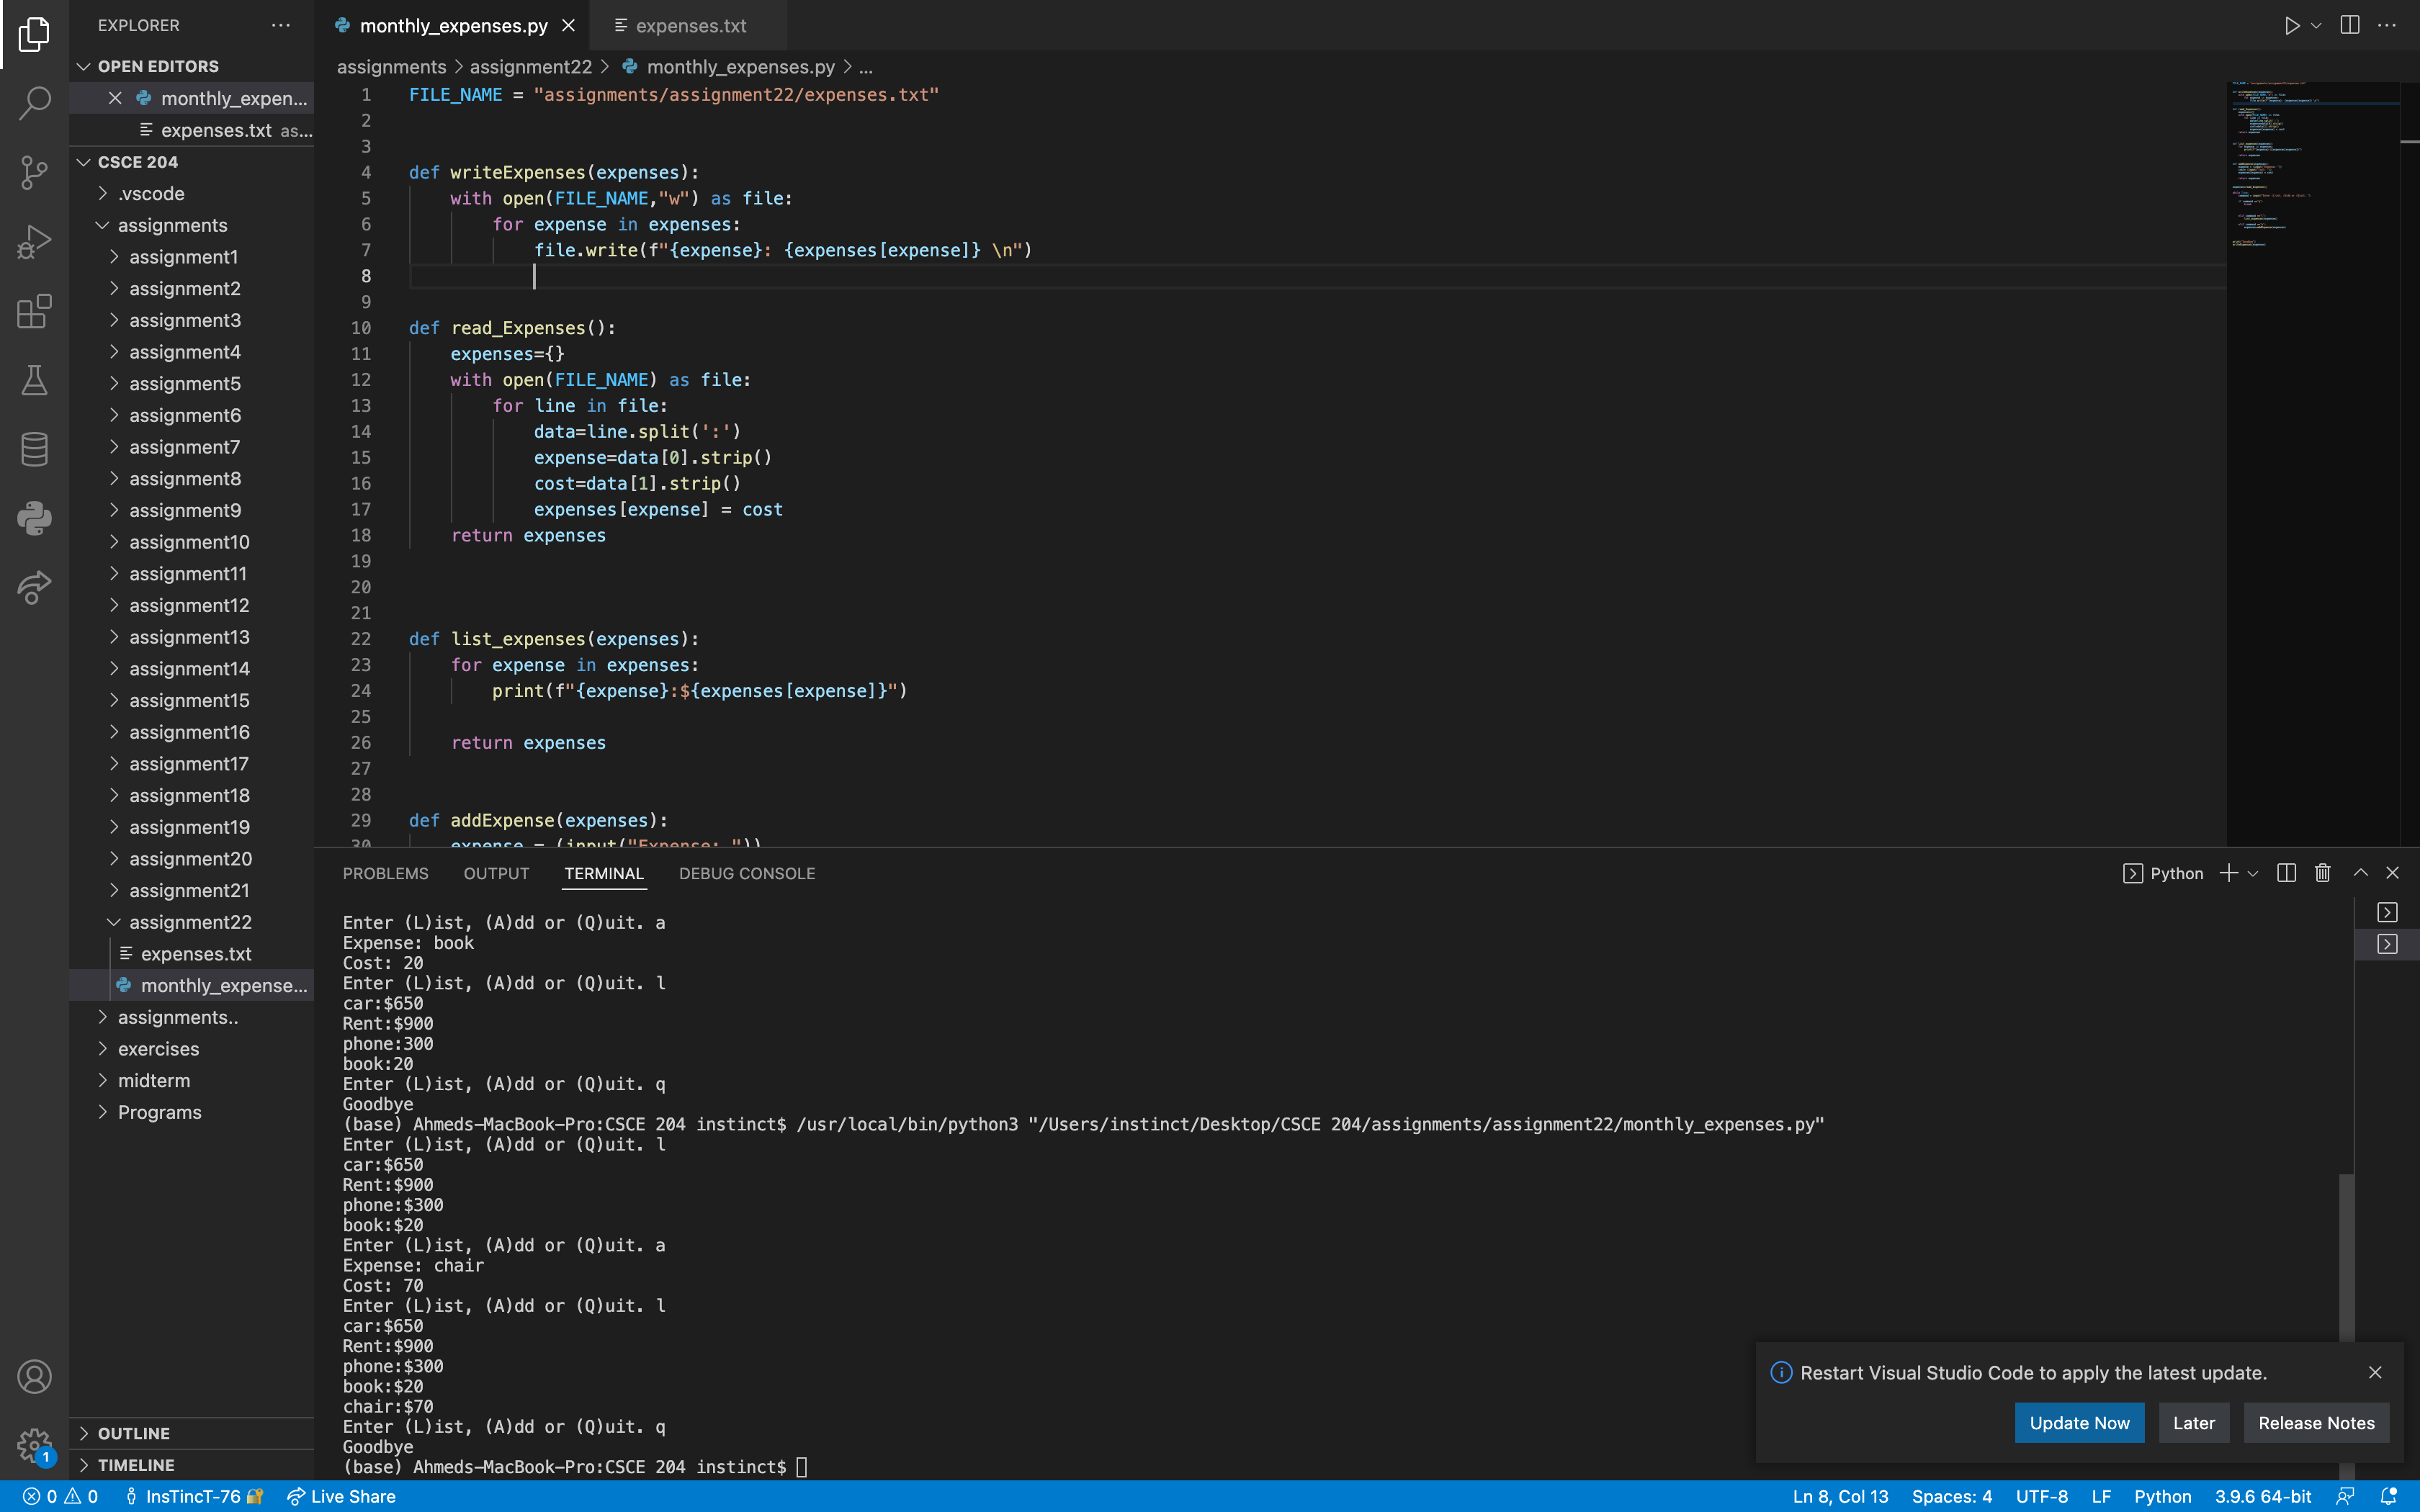 EXPLORER
OPEN EDITORS
monthly_expen...
expenses.txt as...
CSCE 204
.vscode
assignments
assignment1
assignment2
assignment3
assignment4
assignment5
assignment6
assignment7
assignment8
assignment9
assignment10
assignment11
assignment12
assignment13
assignment14
assignment15
assignment16
assignment17
assignment18
assignment19
assignment20
assignment21
assignment22
expenses.txt
monthly_expense...
assignments..
exercises
midterm
Programs
OUTLINE
TIMELINE
monthly_expenses.py
expenses.txt
assignments > assignment22 > monthly_expenses.py > ...
1 FILE_NAME = "assignments/assignment22/expenses.txt"
2
3
4 def writeExpenses(expenses):
5 with open(FILE_NAME,"w") as file:
6 for expense in expenses:
7 file.write(f"{expense}: {expenses[expense]} \n")
8
9
10 def read_Expenses():
11 expenses={}
12 with open(FILE_NAME) as file:
13 for line in file:
14 data=line.split(':')
15 expense=data[0].strip()
16 cost=data[1].strip()
17 expenses[expense] = cost
18 return expenses
19
20
21
22 def list_expenses(expenses):
23 for expense in expenses:
24 print(f"{expense}:${expenses[expense]}")
25
26 return expenses
27
28
29 def addExpense(expenses):
30 expense = (input("Expense: "))
PROBLEMS OUTPUT TERMINAL DEBUG CONSOLE
Python
Enter (L)ist, (A)dd or (Q)uit. a
Expense: book
Cost: 20
Enter (L)ist, (A)dd or (Q)uit. l
car:$650
Rent:$900
phone:300
book:20
Enter (L)ist, (A)dd or (Q)uit. q
Goodbye
(base) Ahmeds-MacBook-Pro:CSCE 204 instinct$ /usr/local/bin/python3 "/Users/instinct/Desktop/CSCE 204/assignments/assignment22/monthly_expenses.py"
Enter (L)ist, (A)dd or (Q)uit. l
car:$650
Rent:$900
phone:$300
book:$20
Enter (L)ist, (A)dd or (Q)uit. a
Expense: chair
Cost: 70
Enter (L)ist, (A)dd or (Q)uit. l
car:$650
Rent:$900
phone:$300
book:$20
chair:$70
Enter (L)ist, (A)dd or (Q)uit. q
Goodbye
(base) Ahmeds-MacBook-Pro:CSCE 204 instinct$
Restart Visual Studio Code to apply the latest update.
Update Now
Later
Release Notes
1
0 0 InsTincT-76 Live Share
Ln 8, Col 13 Spaces: 4 UTF-8 LF Python 3.9.6 64-bit